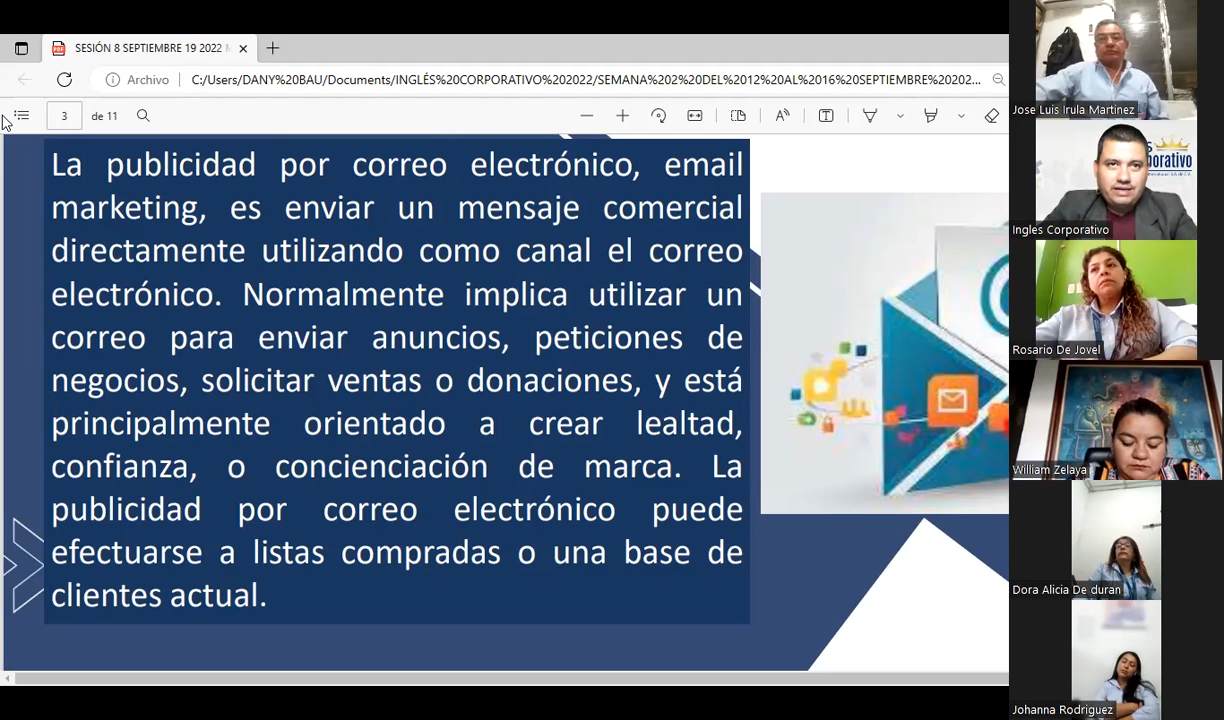 SESIÓN 8 SEPTIEMBRE 19 2022
Archivo
C:/Users/DANY%20BAU/Documents/INGLÉS%20CORPORATIVO%202022/SEMANA%202%20DEL%2012%20AL%2016%20SEPTIEMBRE%20202...
3 de 11
La publicidad por correo electrónico, email
marketing, es enviar un mensaje comercial
directamente utilizando como canal el correo
electrónico. Normalmente implica utilizar un
correo para enviar anuncios, peticiones de
negocios, solicitar ventas o donaciones, y está
principalmente orientado a crear lealtad,
confianza, o concienciación de marca. La
publicidad por correo electrónico puede
efectuarse a listas compradas o una base de
clientes actual.
Jose Luis Irula Martinez
Ingles Corporativo
Rosario De Jovel
William Zelaya
Dora Alicia De duran
Johanna Rodriguez